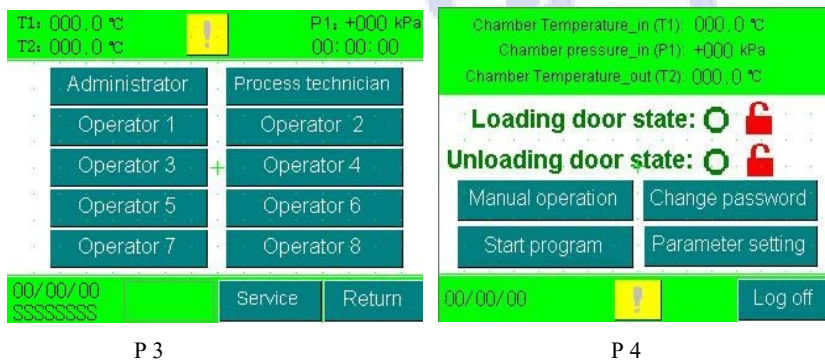 T1: 000.0 ℃ P1: +000 kPa
T2: 000.0 ℃ 00:00:00
Administrator Process technician
Operator 1 Operator 2
Operator 3 Operator 4
Operator 5 Operator 6
Operator 7 Operator 8
00/00/00 Service Return
SSSSSSSS
P 3
Chamber Temperature_in (T1): 000.0 ℃
Chamber pressure_in (P1): +000 kPa
Chamber Temperature_out (T2): 000.0 ℃
Loading door state:
Unloading door state:
Manual operation Change password
Start program Parameter setting
00/00/00 ! Log off
P 4